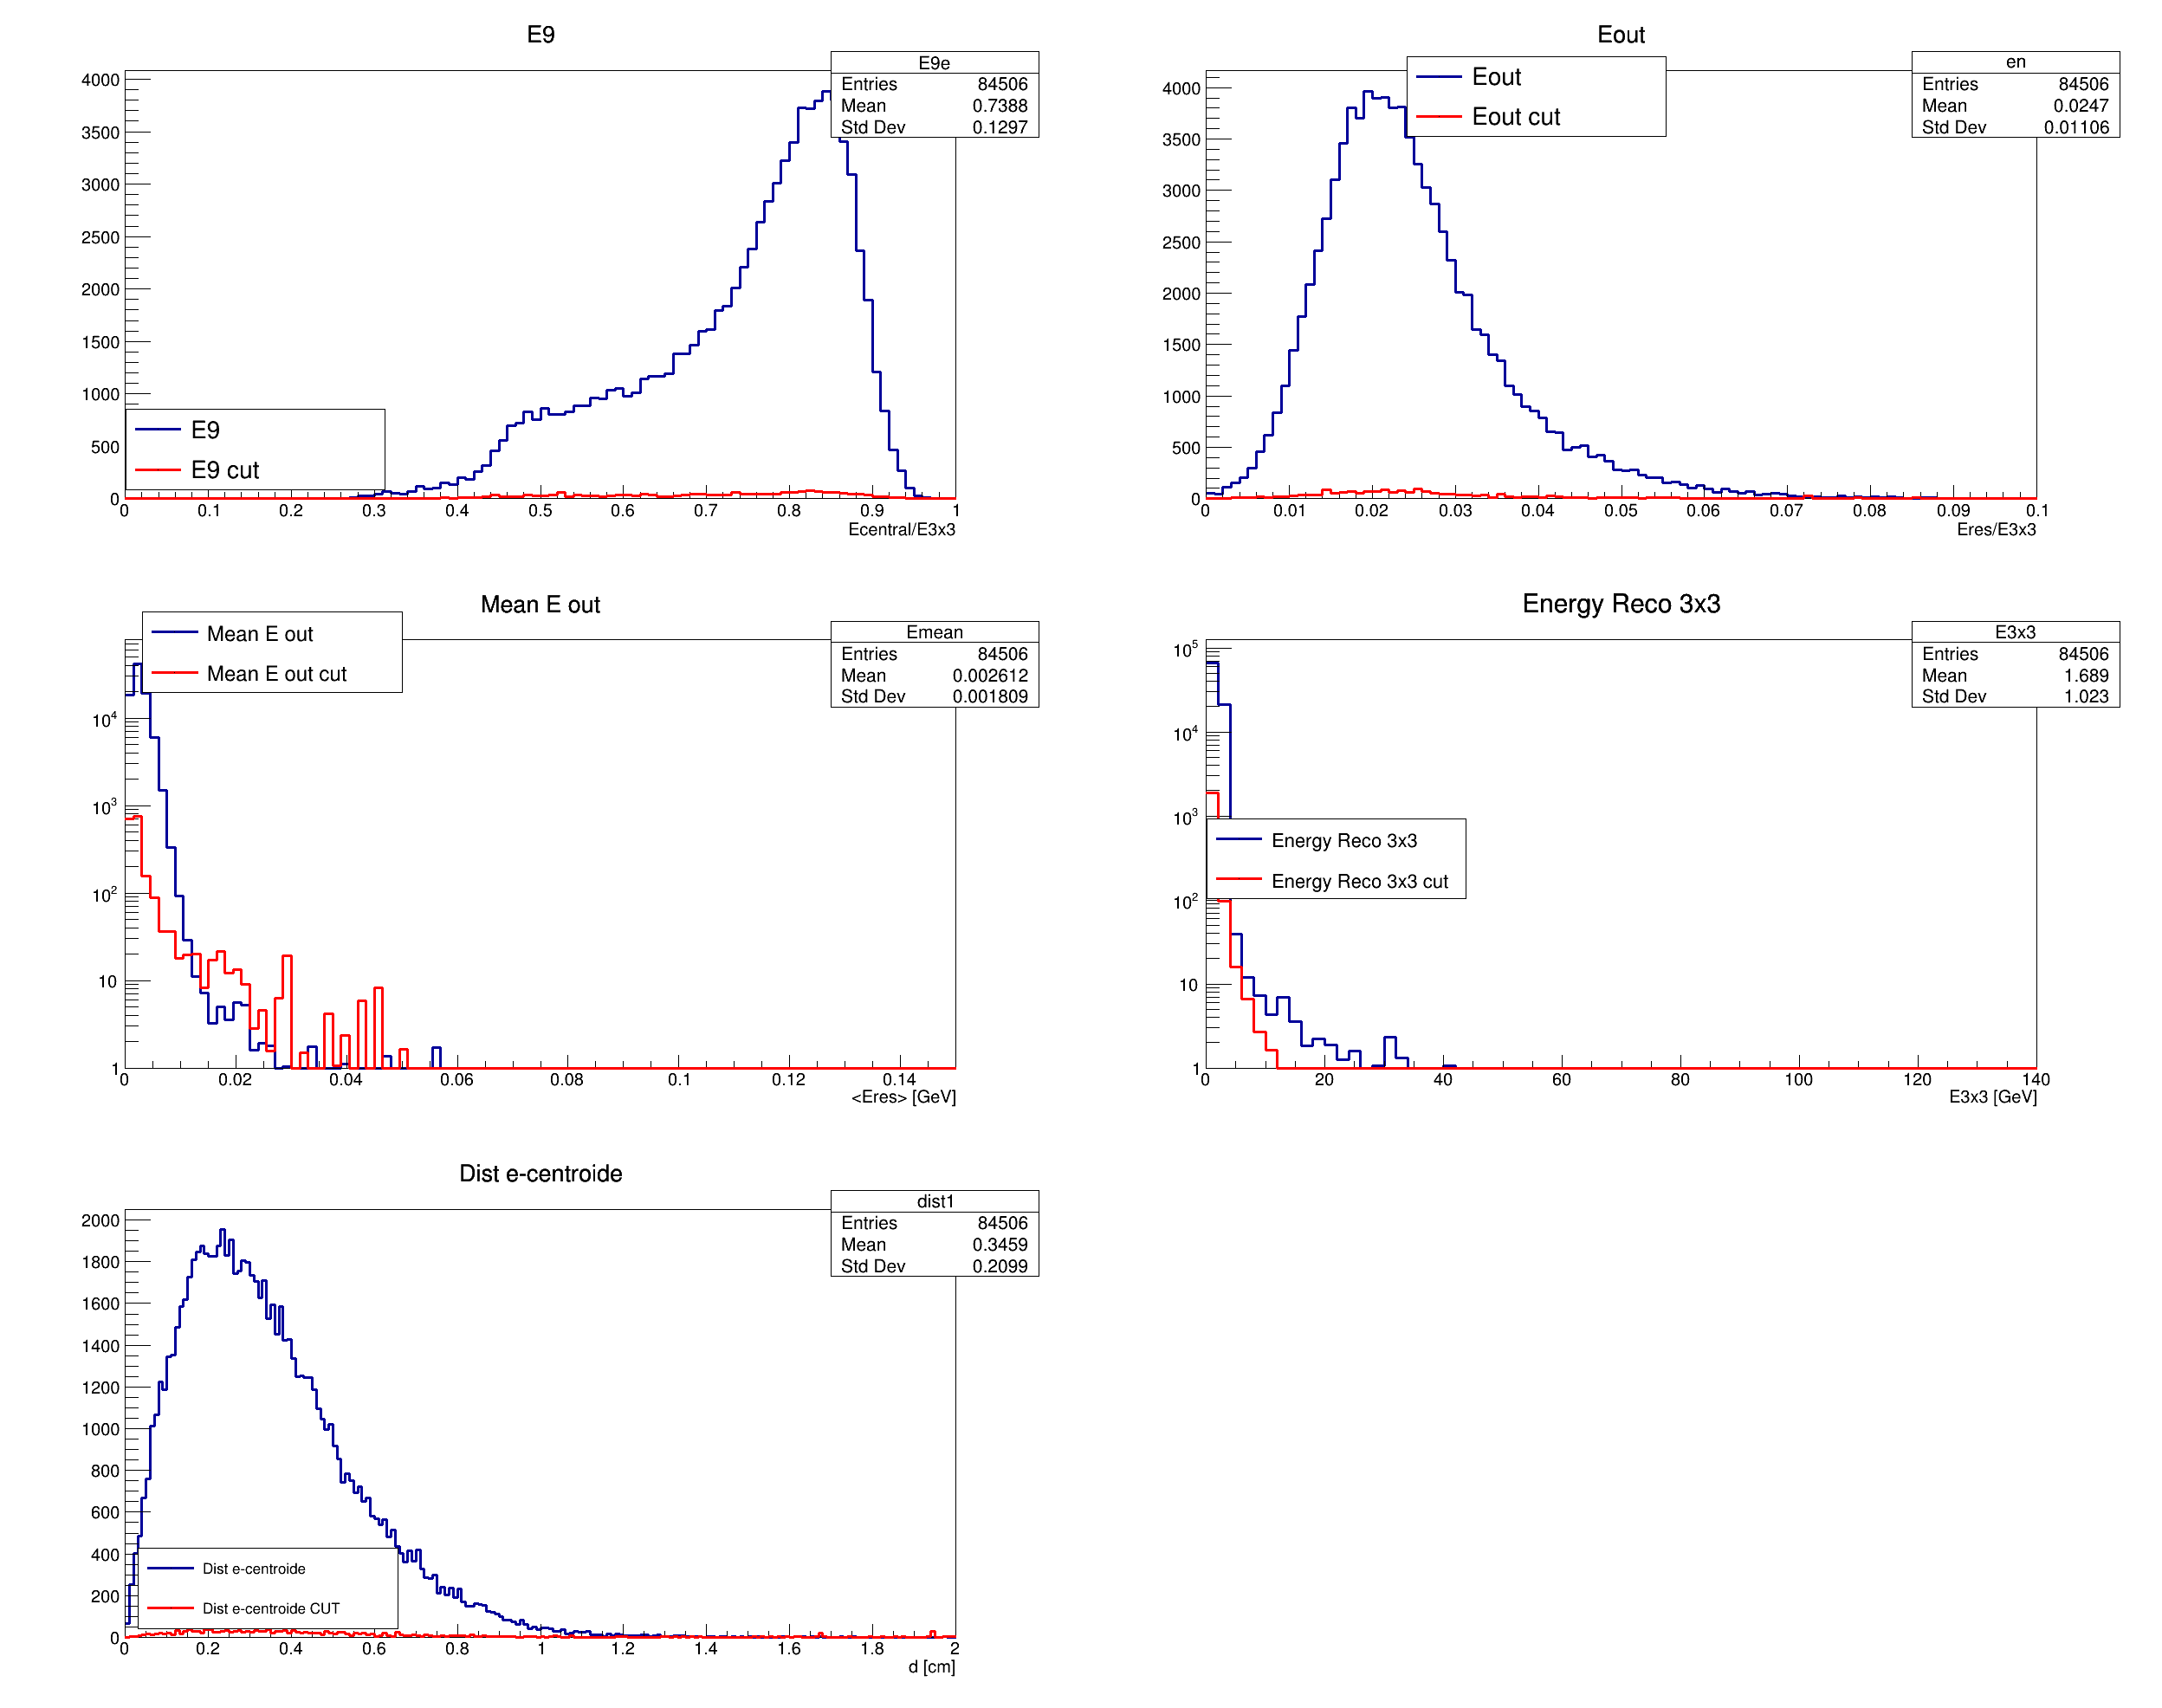 E9
E9e
Entries 84506
Mean 0.7388
Std Dev 0.1297
4000
3500
3000
2500
2000
1500
1000
500
0
E9
E9 cut
0 0.1 0.2 0.3 0.4 0.5 0.6 0.7 0.8 0.9 1
Ecentral/E3x3
Eout
Eout
Eout cut
en
Entries 84506
Mean 0.0247
Std Dev 0.01106
4000
3500
3000
2500
2000
1500
1000
500
0
0 0.01 0.02 0.03 0.04 0.05 0.06 0.07 0.08 0.09 0.1
Eres/E3x3
Mean E out
Mean E out
Mean E out cut
Emean
Entries 84506
Mean 0.002612
Std Dev 0.001809
10^4
10^3
10^2
10
1
0 0.02 0.04 0.06 0.08 0.1 0.12 0.14
<Eres> [GeV]
Energy Reco 3x3
E3x3
Entries 84506
Mean 1.689
Std Dev 1.023
10^5
10^4
10^3
Energy Reco 3x3
Energy Reco 3x3 cut
10^2
10
1
0 20 40 60 80 100 120 140
E3x3 [GeV]
Dist e-centroide
dist1
Entries 84506
Mean 0.3459
Std Dev 0.2099
2000
1800
1600
1400
1200
1000
800
600
400
200
0
Dist e-centroide
Dist e-centroide CUT
0 0.2 0.4 0.6 0.8 1 1.2 1.4 1.6 1.8 2
d [cm]